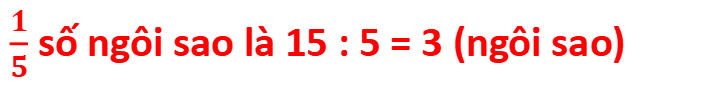 1/5 số ngôi sao là 15 : 5 = 3 (ngôi sao)